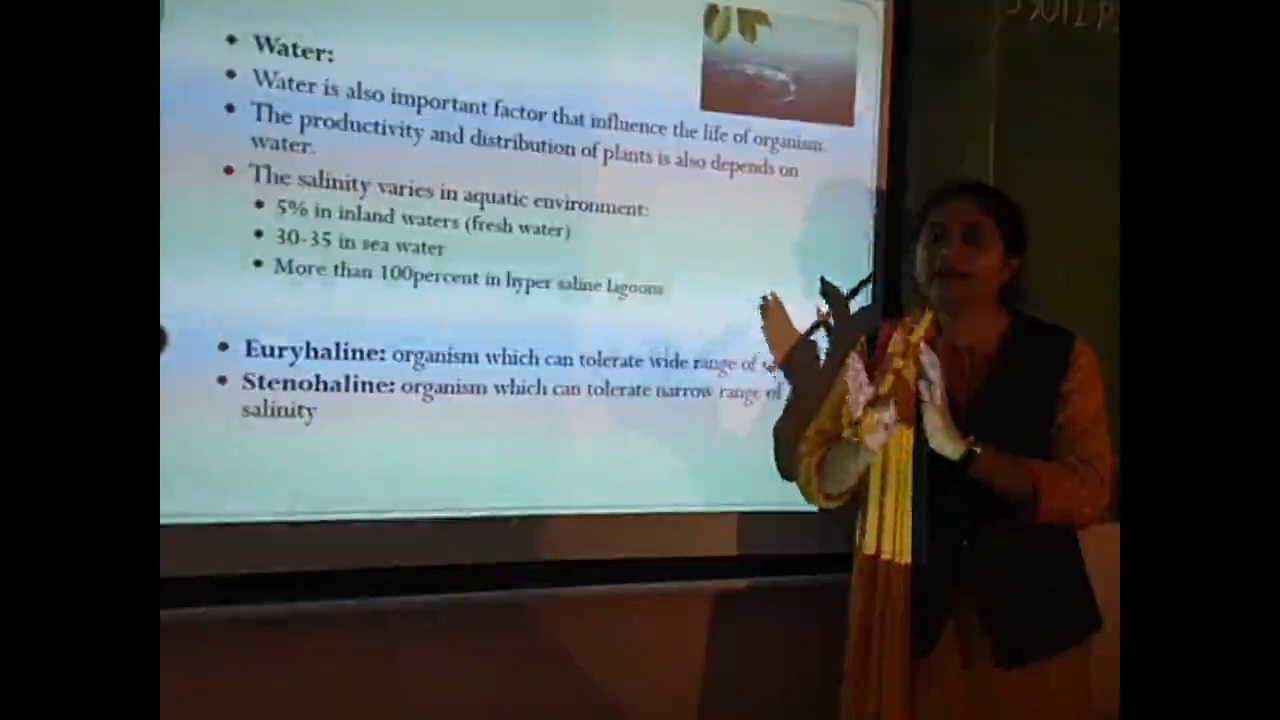 Water:
Water is also important factor that influence the life of organism.
The productivity and distribution of plants is also depends on
water.
The salinity varies in aquatic environment:
5% in inland waters (fresh water)
30-35 in sea water
More than 100percent in hyper saline lagoons
Euryhaline: organism which can tolerate wide range of
Stenohaline: organism which can tolerate narrow range of
salinity